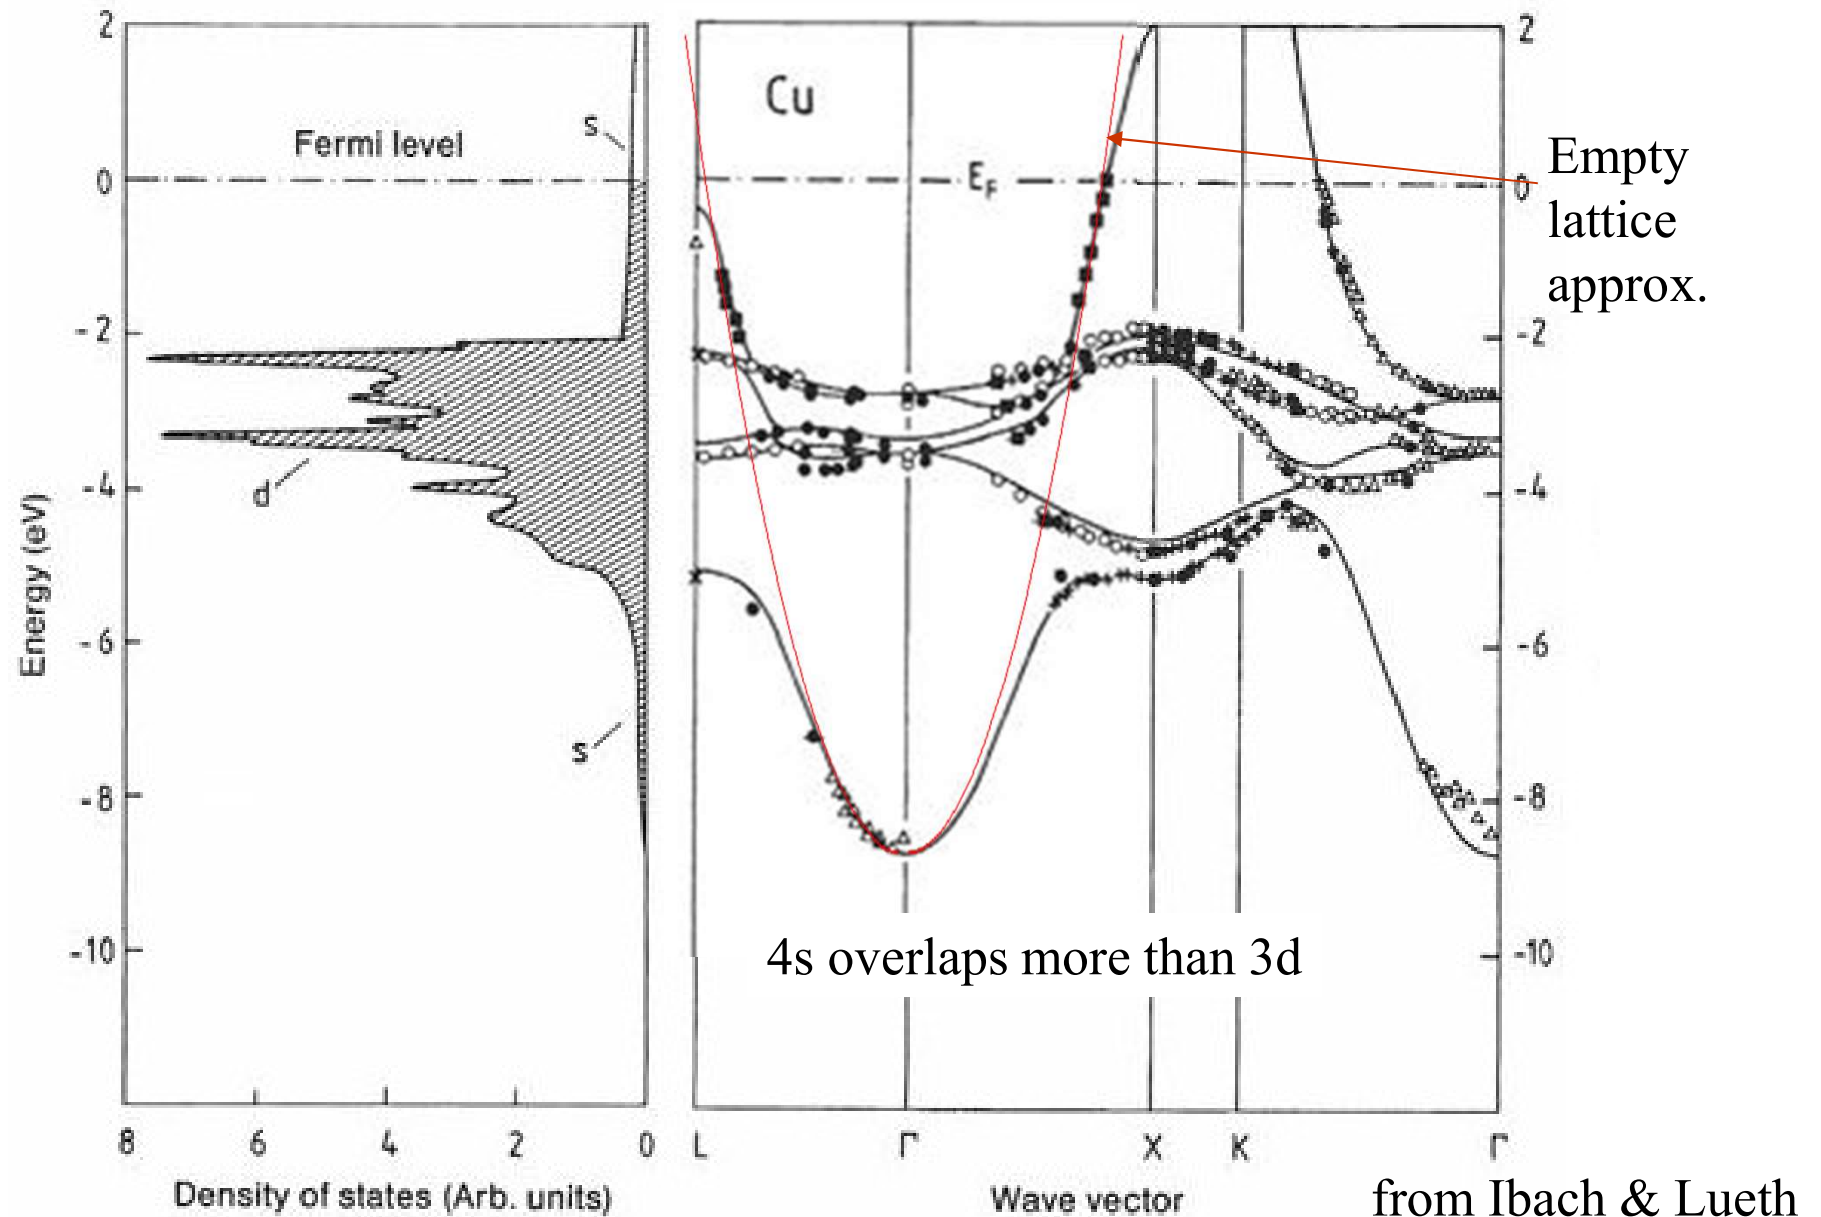 2
0
-2
-4
-6
-8
-10
Energy (eV)
Fermi level
s
d
s
8
6
4
2
0
Density of states (Arb. units)
Cu
E_F
4s overlaps more than 3d
L
Γ
X
K
Γ
Wave vector
2
0
-2
-4
-6
-8
-10
Empty
lattice
approx.
from Ibach & Lueth